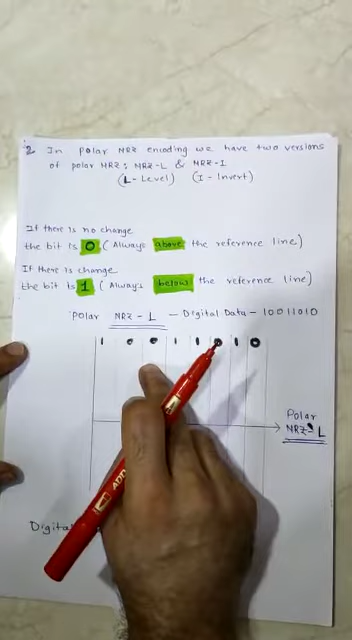 2. In Polar NRZ encoding we have two versions
of polar NRZ: NRZ-L & NRZ-I
(L-Level) (I-Invert)
If there is no change
the bit is 0 (Always above the reference line)
If there is change
the bit is 1 (Always below the reference line)
Polar NRZ-L - Digital Data - 10011010
1 0 0 1 1 0 1 0
Polar
NRZ-L